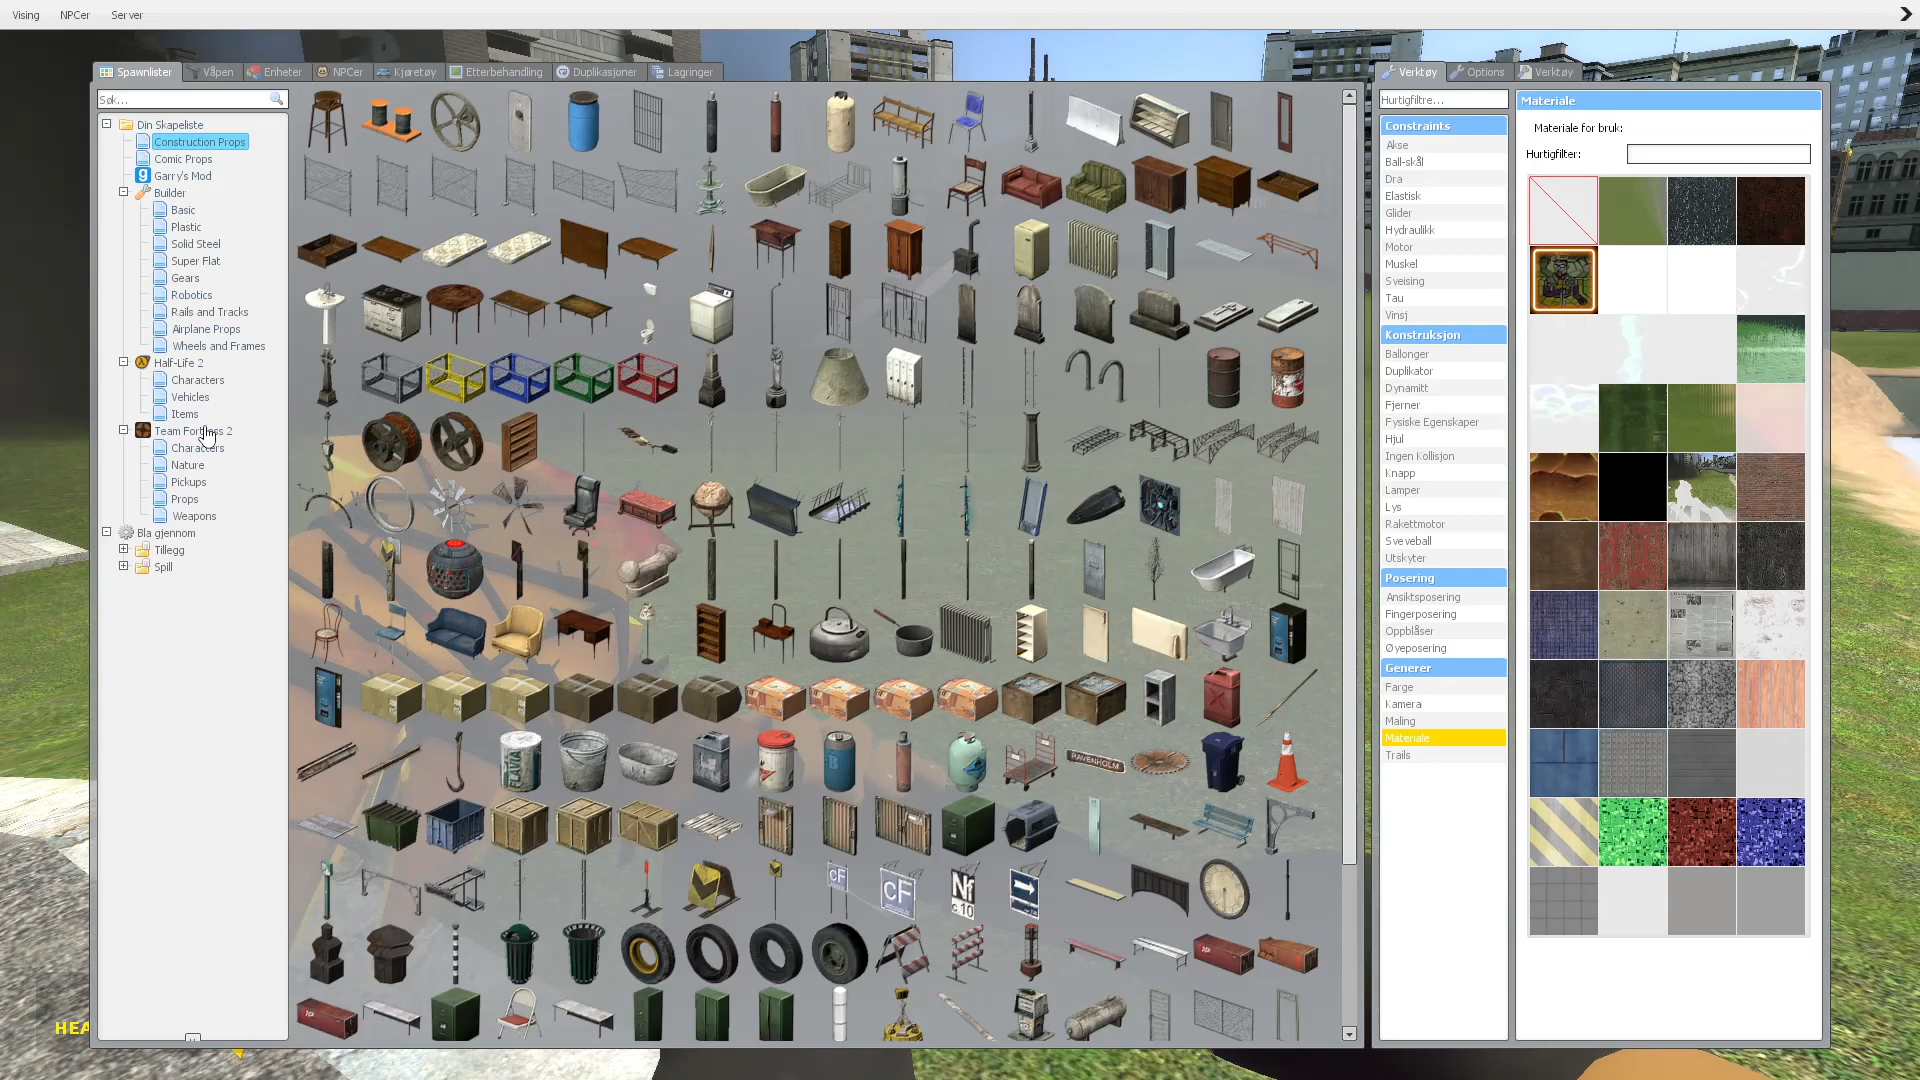 Vising NPCer Server
Spawnlister Våpen Enheter NPCer Kjøretøy Etterbehandling Duplikasjoner Lagringer
Søk...
Din Skapeliste
Construction Props
Comic Props
Garry's Mod
Builder
Basic
Plastic
Solid Steel
Super Flat
Gears
Robotics
Rails and Tracks
Airplane Props
Wheels and Frames
Half-Life 2
Characters
Vehicles
Items
Team Fortress 2
Characters
Nature
Pickups
Props
Weapons
Bla gjennom
Tillegg
Spill
RAVENHOLM
cF
cF
Nf
c 10
HEA
Verktøy Options Verktøy
Hurtigfiltre...
Constraints
Akse
Ball-skål
Dra
Elastisk
Glider
Hydraulikk
Motor
Muskel
Sveising
Tau
Vinsj
Konstruksjon
Ballonger
Duplikator
Dynamitt
Fjerner
Fysiske Egenskaper
Hjul
Ingen Kollisjon
Knapp
Lamper
Lys
Rakettmotor
Sveveball
Utskyter
Posering
Ansiktsposering
Fingerposering
Oppblåser
Øyeposering
Generer
Farge
Kamera
Maling
Materiale
Trails
Materiale
Materiale for bruk:
Hurtigfilter: